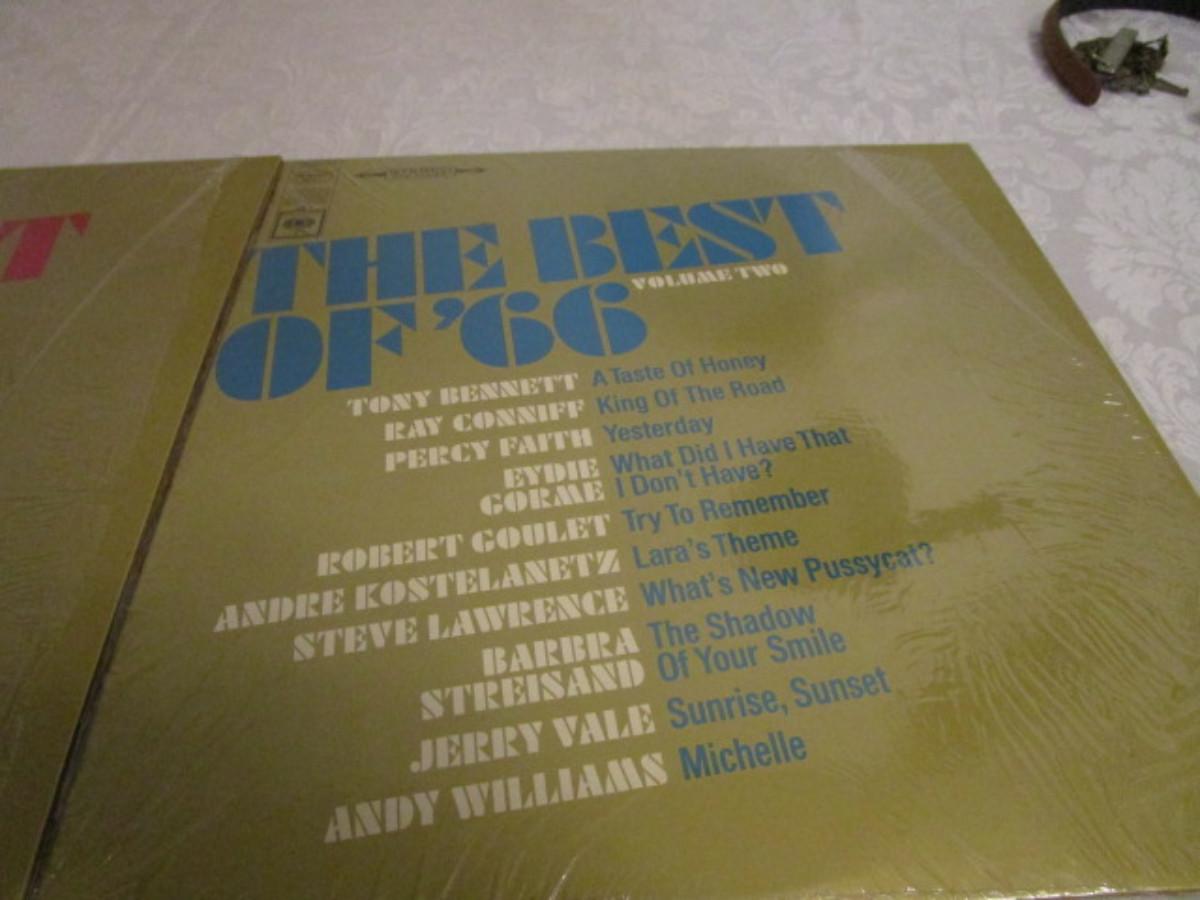 T
STEREO
THE BEST
VOLUME TWO
OF '66
TONY BENNETT A Taste Of Honey
RAY CONNIFF King Of The Road
PERCY FAITH Yesterday
EYDIE GORME What Did I Have That
I Don't Have?
ROBERT GOULET Try To Remember
ANDRE KOSTELANETZ Lara's Theme
STEVE LAWRENCE What's New Pussycat?
BARBRA The Shadow
STREISAND Of Your Smile
JERRY VALE Sunrise, Sunset
ANDY WILLIAMS Michelle